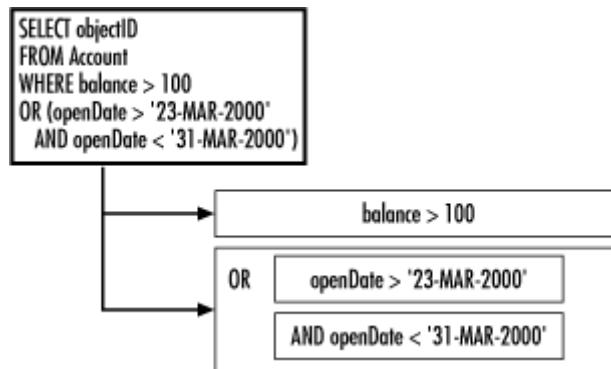 SELECT objectID
FROM Account
WHERE balance > 100
OR (openDate > '23-MAR-2000'
AND openDate < '31-MAR-2000')
balance > 100
OR openDate > '23-MAR-2000'
AND openDate < '31-MAR-2000'